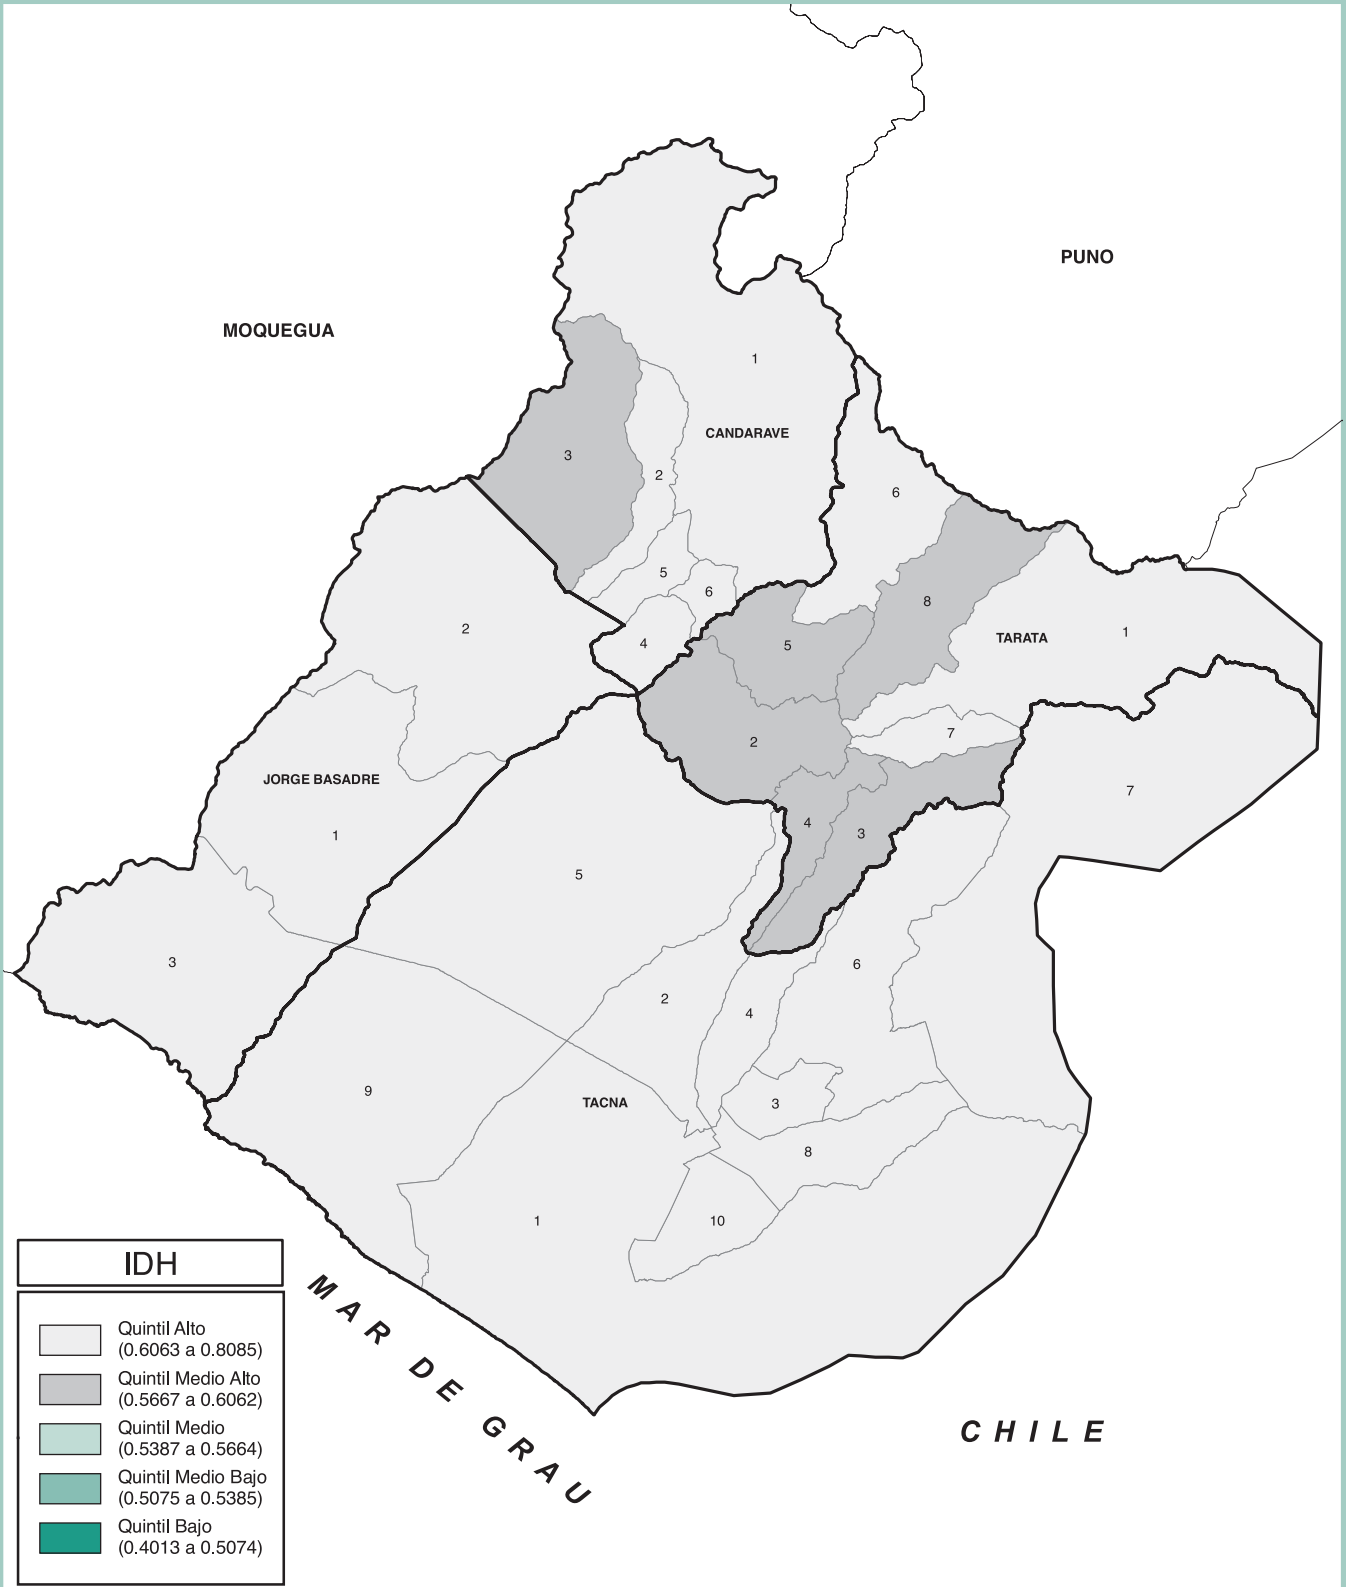 PUNO
MOQUEGUA
1
CANDARAVE
3
2
6
5
6
8
2
4
5
TARATA
1
7
2
JORGE BASADRE
1
7
4
3
5
3
6
2
4
9
TACNA
3
8
1
10
IDH
Quintil Alto
(0.6063 a 0.8085)
Quintil Medio Alto
(0.5667 a 0.6062)
Quintil Medio
(0.5387 a 0.5664)
Quintil Medio Bajo
(0.5075 a 0.5385)
Quintil Bajo
(0.4013 a 0.5074)
MAR DE GRAU
CHILE